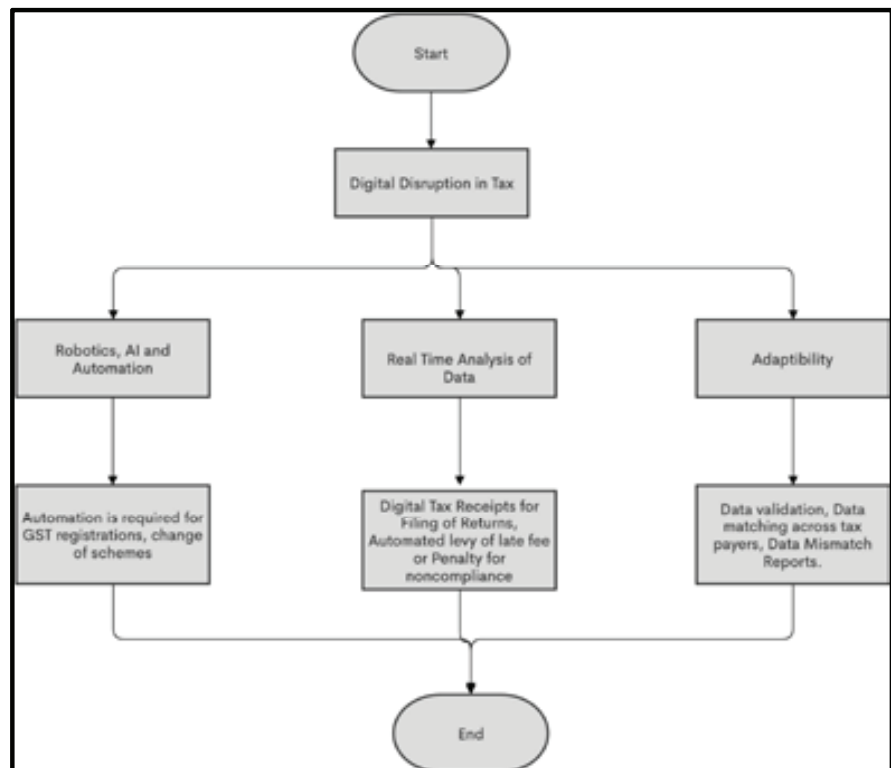 Start
Digital Disruption in Tax
Robotics, AI and
Automation
Real Time Analysis of
Data
Adaptibility
Automation is required for
GST registrations, change
of schemes
Digital Tax Receipts for
Filing of Returns,
Automated levy of late fee
or Penalty for
noncompliance
Data validation, Data
matching across tax
payers, Data Mismatch
Reports.
End